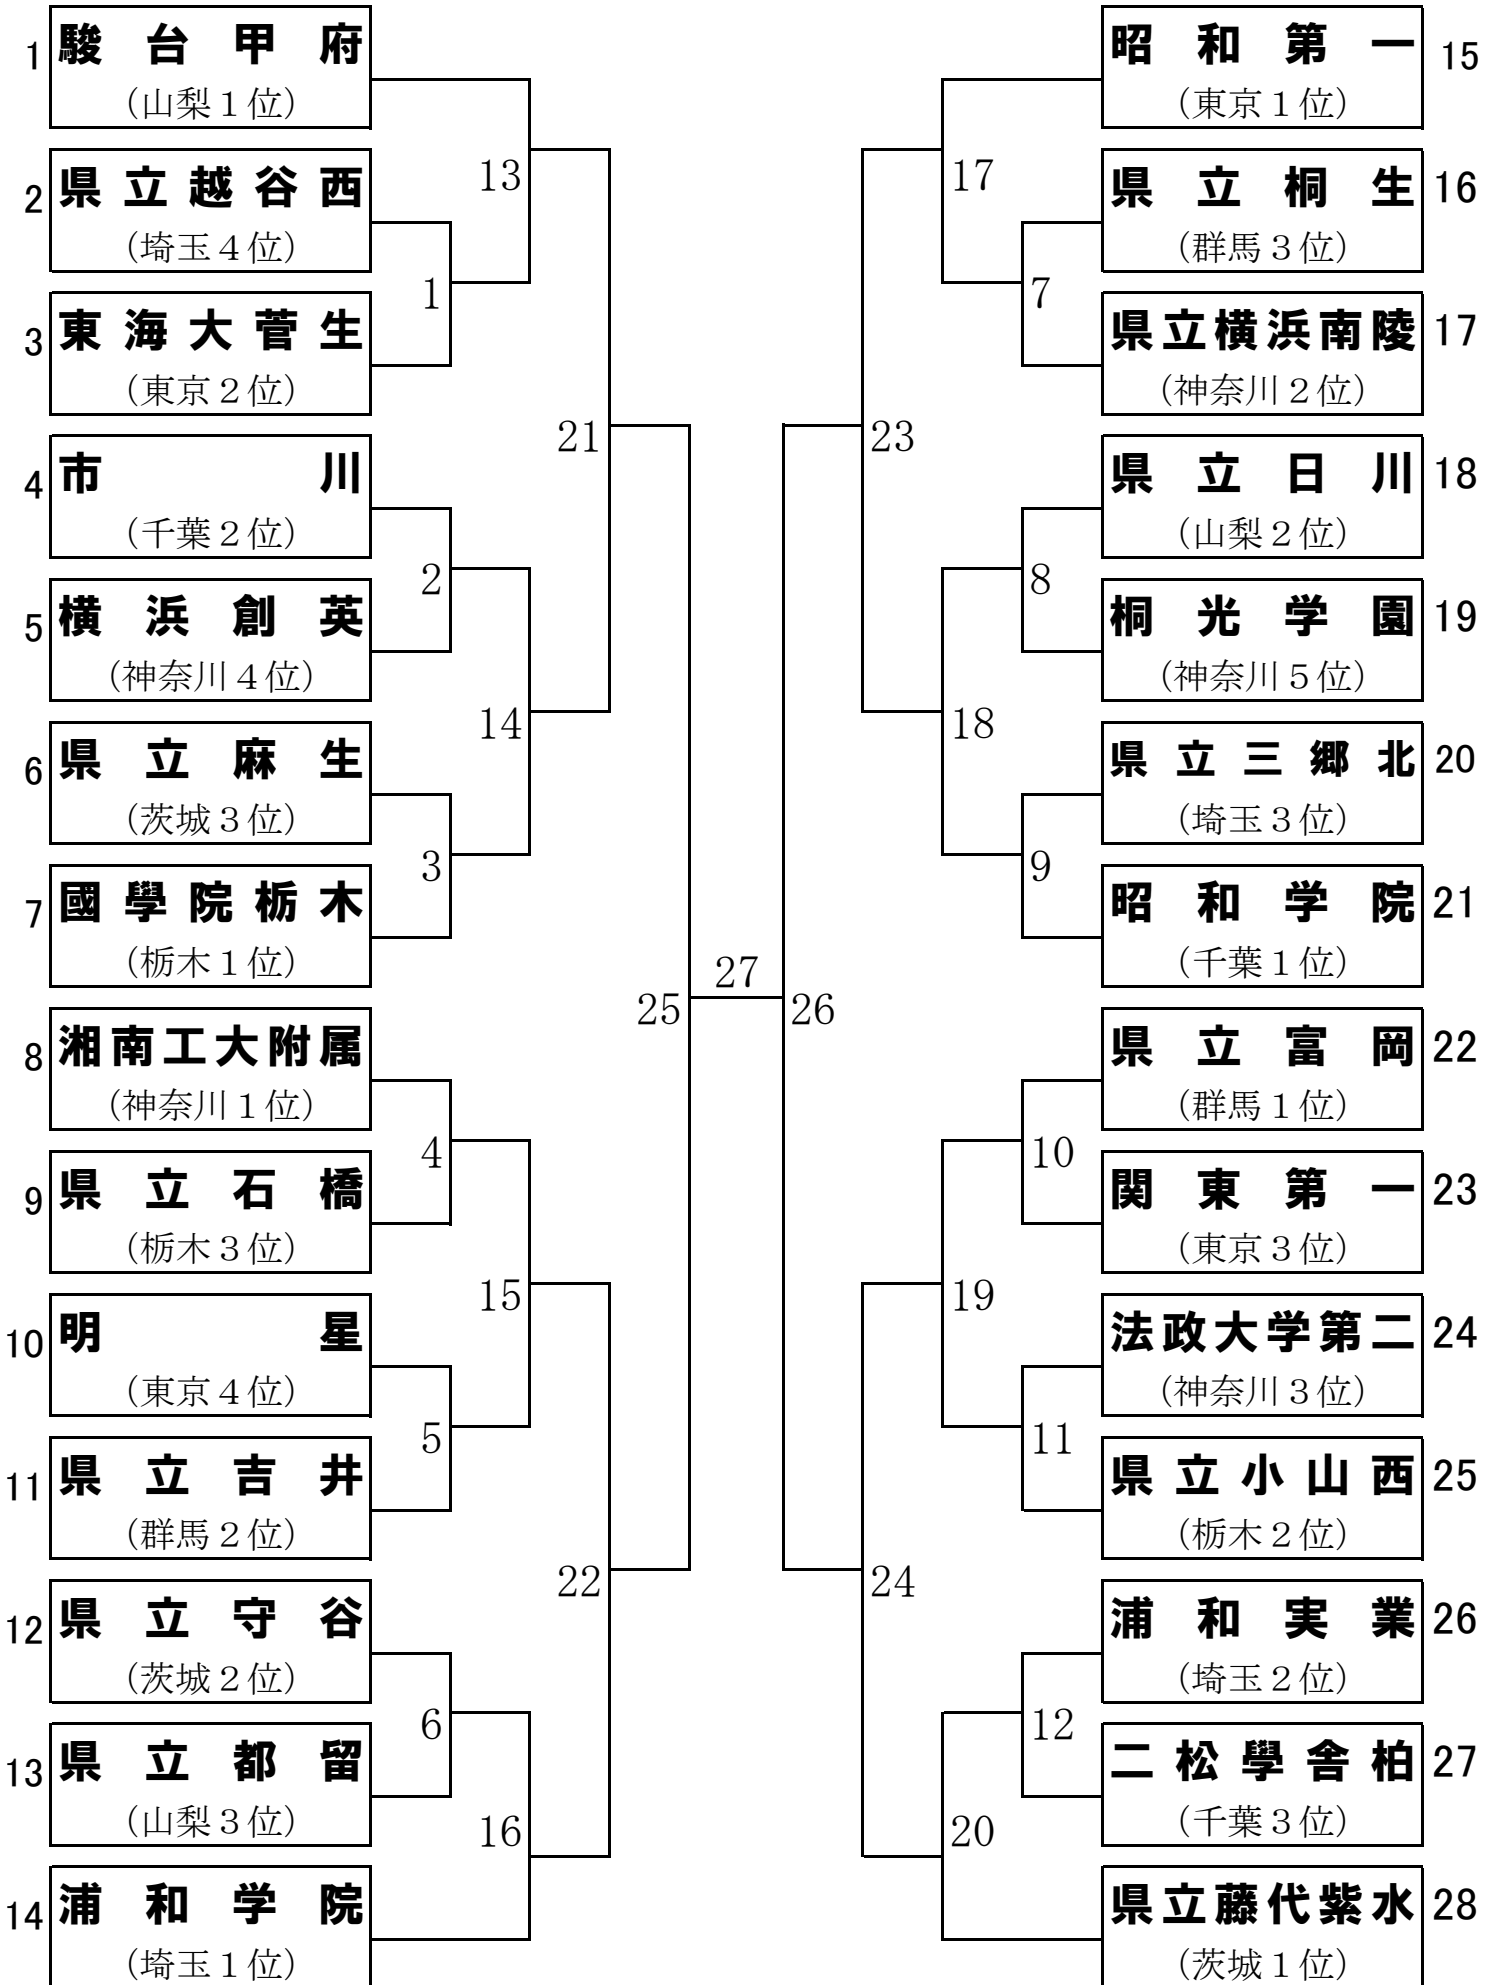 1 駿台甲府
(山梨１位)
2 県立越谷西
(埼玉４位)
3 東海大菅生
(東京２位)
4 市川
(千葉２位)
5 横浜創英
(神奈川４位)
6 県立麻生
(茨城３位)
7 國學院栃木
(栃木１位)
8 湘南工大附属
(神奈川１位)
9 県立石橋
(栃木３位)
10 明星
(東京４位)
11 県立吉井
(群馬２位)
12 県立守谷
(茨城２位)
13 県立都留
(山梨３位)
14 浦和学院
(埼玉１位)
13
1
21
2
14
3
25
4
15
5
22
6
16
27
17
7
23
8
18
9
26
10
19
11
24
12
20
昭和第一 15
(東京１位)
県立桐生 16
(群馬３位)
県立横浜南陵 17
(神奈川２位)
県立日川 18
(山梨２位)
桐光学園 19
(神奈川５位)
県立三郷北 20
(埼玉３位)
昭和学院 21
(千葉１位)
県立富岡 22
(群馬１位)
関東第一 23
(東京３位)
法政大学第二 24
(神奈川３位)
県立小山西 25
(栃木２位)
浦和実業 26
(埼玉２位)
二松學舎柏 27
(千葉３位)
県立藤代紫水 28
(茨城１位)